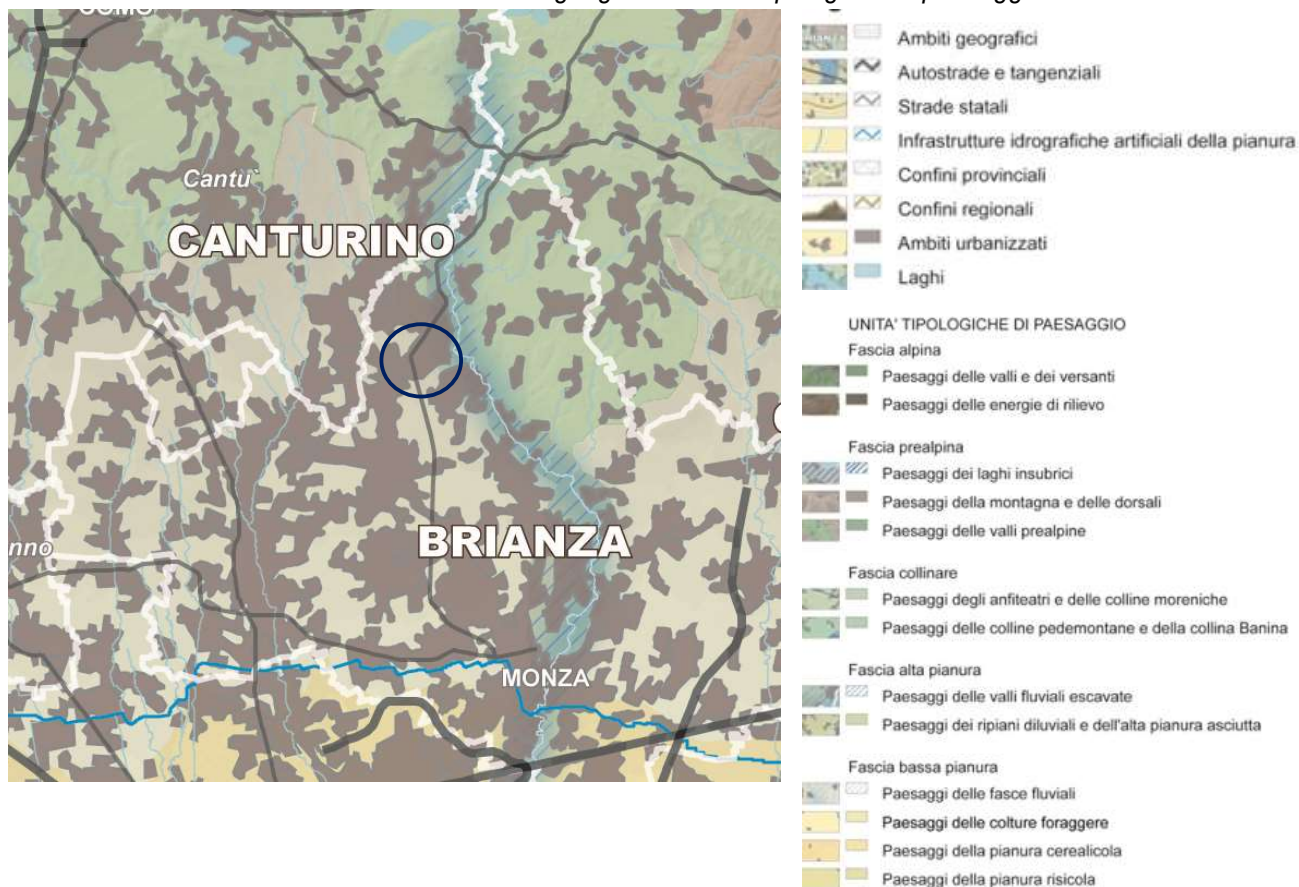 COMO
Cantu`
CANTURINO
nno
BRIANZA
MONZA
Ambiti geografici
Autostrade e tangenziali
Strade statali
Infrastrutture idrografiche artificiali della pianura
Confini provinciali
Confini regionali
Ambiti urbanizzati
Laghi
UNITA' TIPOLOGICHE DI PAESAGGIO
Fascia alpina
Paesaggi delle valli e dei versanti
Paesaggi delle energie di rilievo
Fascia prealpina
Paesaggi dei laghi insubrici
Paesaggi della montagna e delle dorsali
Paesaggi delle valli prealpine
Fascia collinare
Paesaggi degli anfiteatri e delle colline moreniche
Paesaggi delle colline pedemontane e della collina Banina
Fascia alta pianura
Paesaggi delle valli fluviali escavate
Paesaggi dei ripiani diluviali e dell'alta pianura asciutta
Fascia bassa pianura
Paesaggi delle fasce fluviali
Paesaggi delle colture foraggere
Paesaggi della pianura cerealicola
Paesaggi della pianura risicola